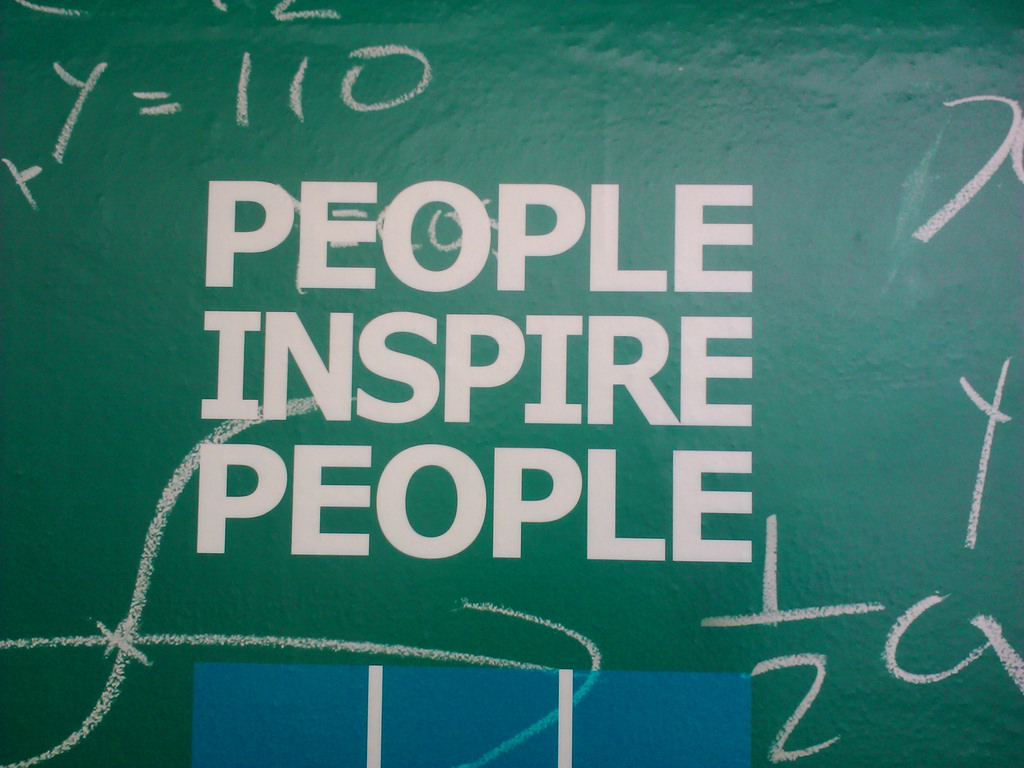 y = 110
PEOPLE
INSPIRE
PEOPLE
y
1
2